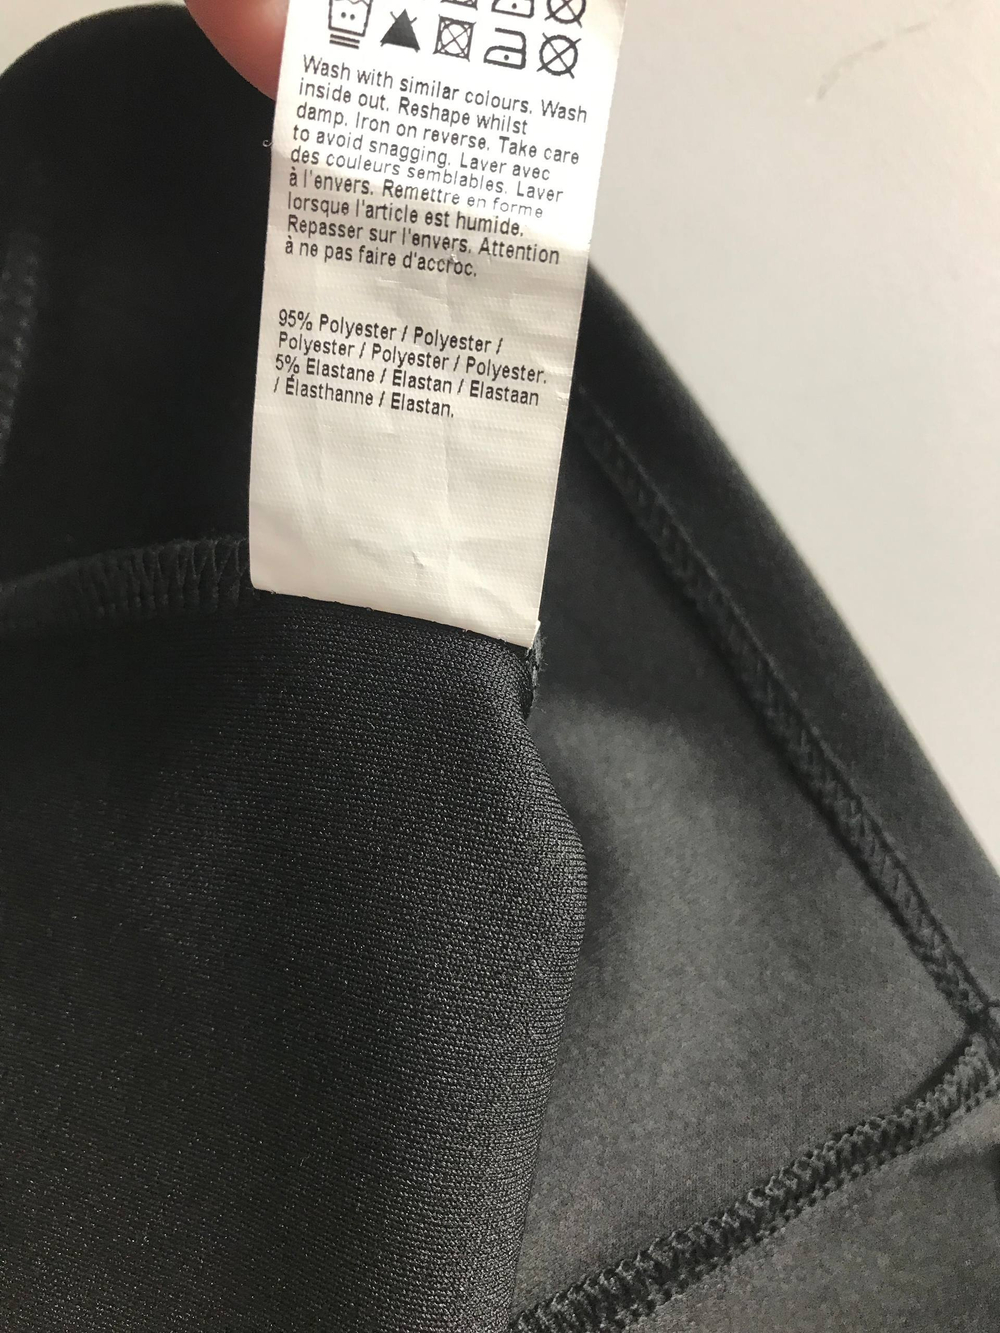 Wash with similar colours. Wash
inside out. Reshape whilst
damp. Iron on reverse. Take care
to avoid snagging. Laver avec
des couleurs semblables. Laver
à l'envers. Remettre en forme
lorsque l'article est humide.
Repasser sur l'envers. Attention
à ne pas faire d'accroc.
95% Polyester / Polyester /
Polyester / Polyester / Polyester.
5% Elastane / Elastan / Elastaan
/ Élasthanne / Elastan.